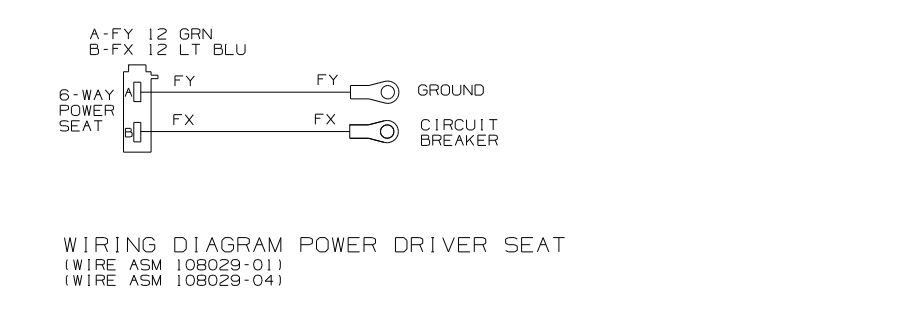 A-FY 12 GRN
B-FX 12 LT BLU
6-WAY
POWER
SEAT
A
B
FY
FY
GROUND
FX
FX
CIRCUIT
BREAKER
WIRING DIAGRAM POWER DRIVER SEAT
(WIRE ASM 108029-01)
(WIRE ASM 108029-04)